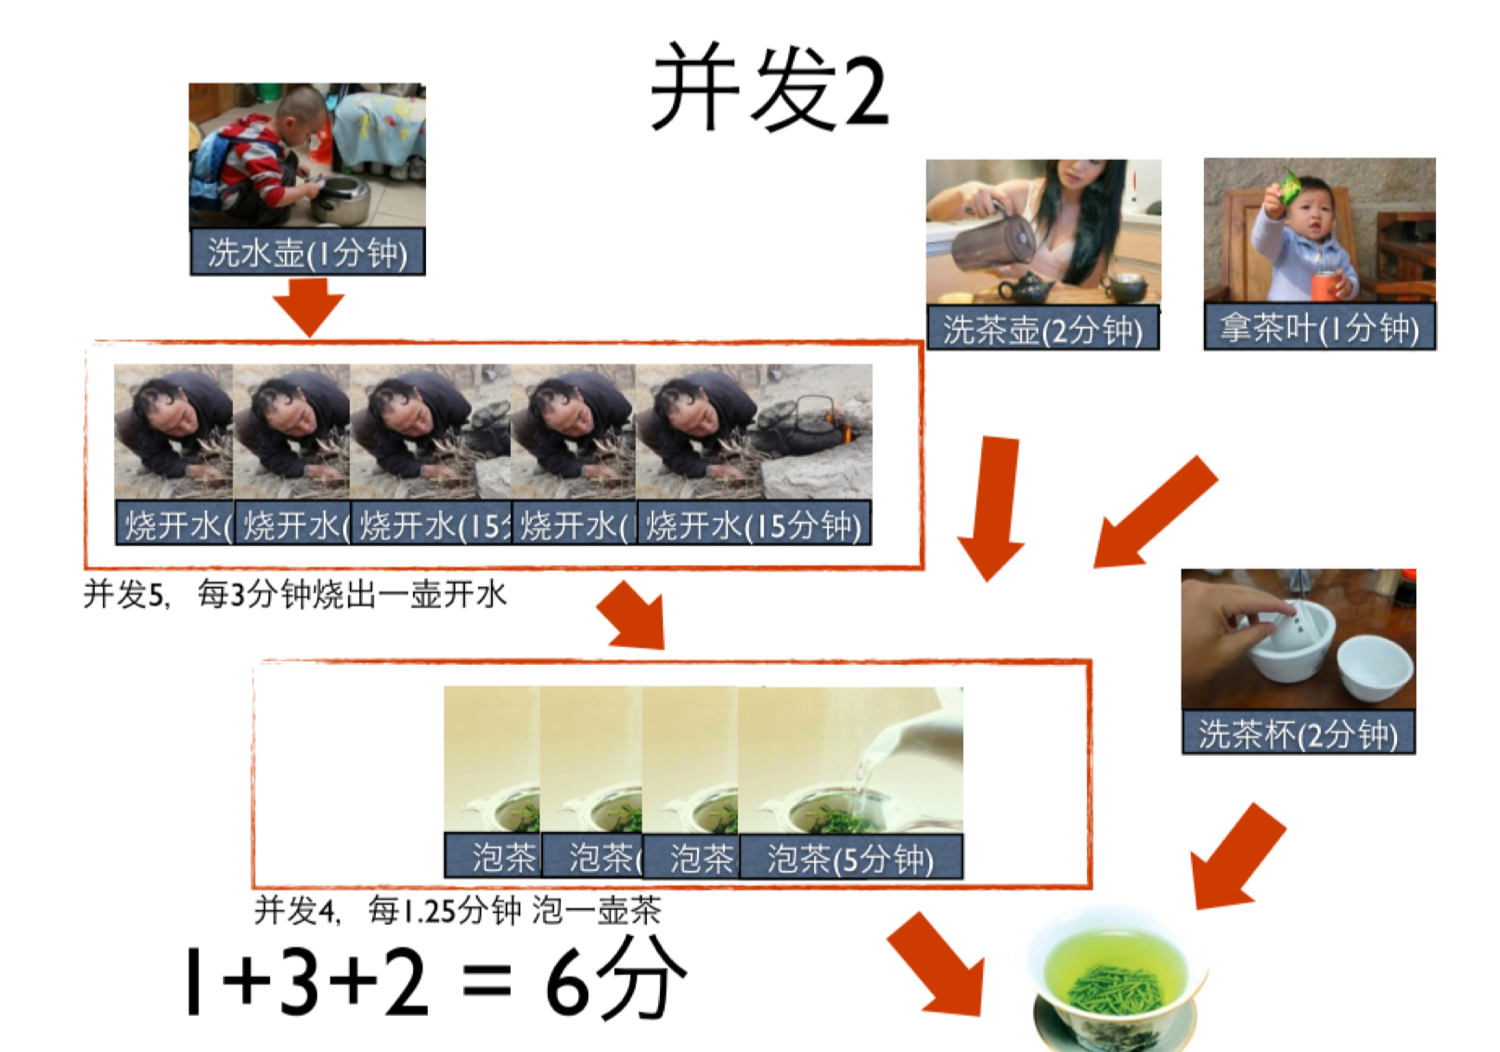 并发2
洗水壶(1分钟)
洗茶壶(2分钟)
拿茶叶(1分钟)
烧开水(
烧开水(
烧开水(15分
烧开水(
烧开水(15分钟)
并发5, 每3分钟烧出一壶开水
洗茶杯(2分钟)
泡茶
泡茶(
泡茶
泡茶(5分钟)
并发4, 每1.25分钟 泡一壶茶
1+3+2 = 6分